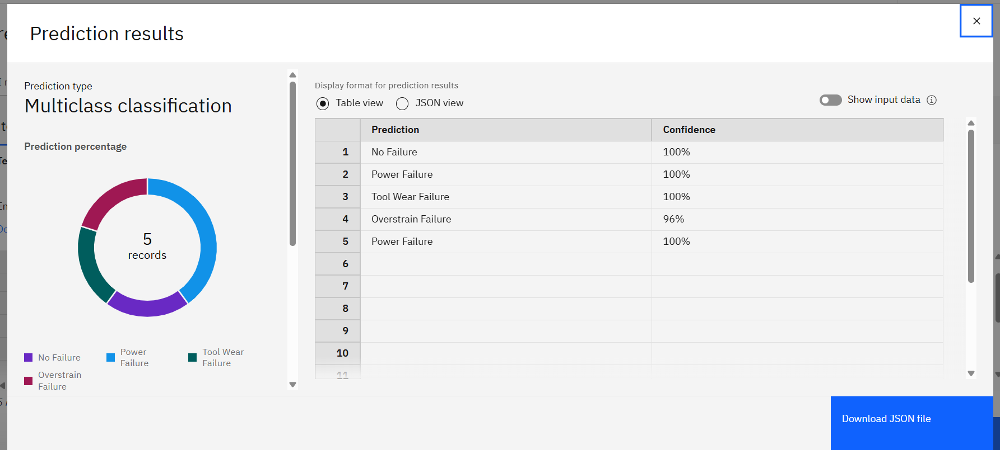 Prediction results
Prediction type
Multiclass classification
Prediction percentage
5
records
No Failure
Power
Failure
Tool Wear
Failure
Overstrain
Failure
Display format for prediction results
Table view JSON view
Show input data
Prediction Confidence
1 No Failure 100%
2 Power Failure 100%
3 Tool Wear Failure 100%
4 Overstrain Failure 96%
5 Power Failure 100%
6
7
8
9
10
11
Download JSON file